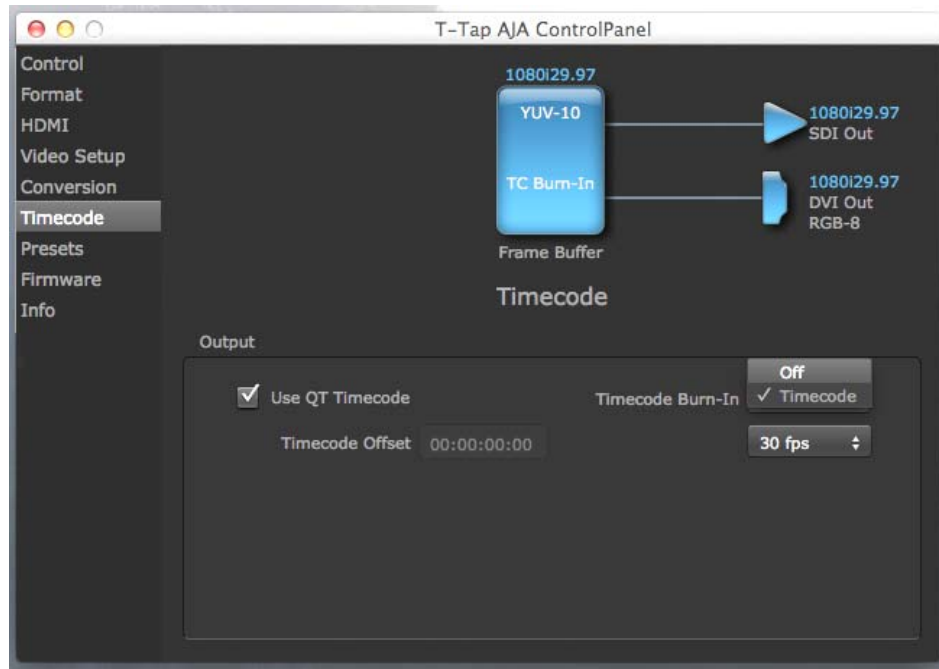 T-Tap AJA ControlPanel
Control
Format
HDMI
Video Setup
Conversion
Timecode
Presets
Firmware
Info
1080i29.97
YUV-10
TC Burn-In
Frame Buffer
1080i29.97
SDI Out
1080i29.97
DVI Out
RGB-8
Timecode
Output
Use QT Timecode
Timecode Burn-In
Off
✓ Timecode
Timecode Offset 00:00:00:00
30 fps